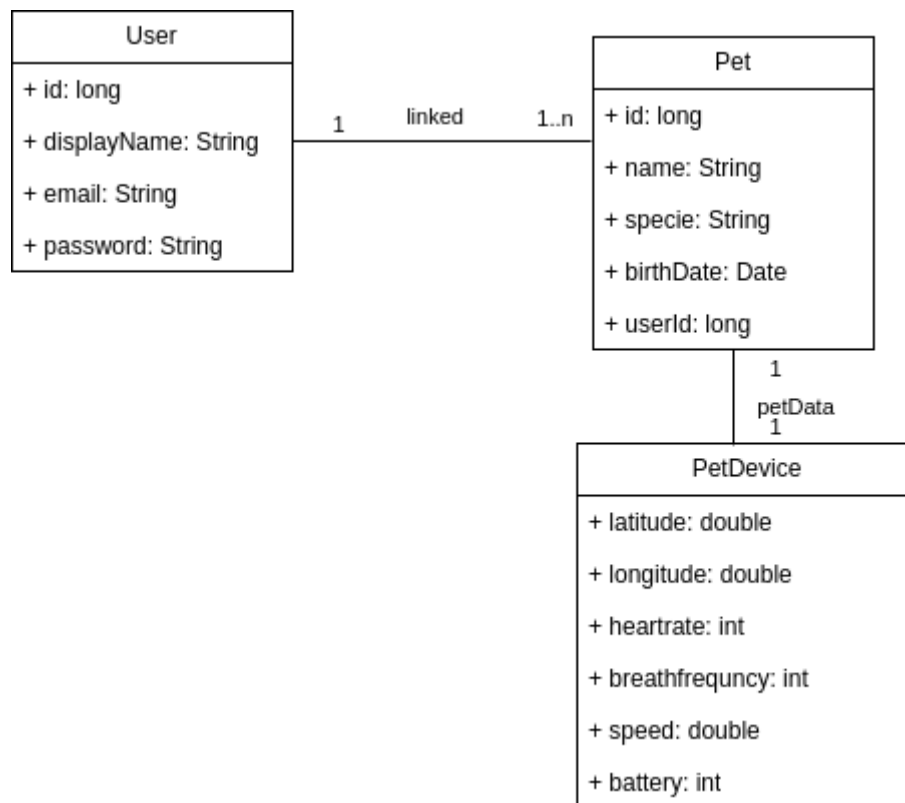 User
+ id: long
+ displayName: String
+ email: String
+ password: String
1
linked
1..n
Pet
+ id: long
+ name: String
+ specie: String
+ birthDate: Date
+ userId: long
1
petData
1
PetDevice
+ latitude: double
+ longitude: double
+ heartrate: int
+ breathfrequncy: int
+ speed: double
+ battery: int